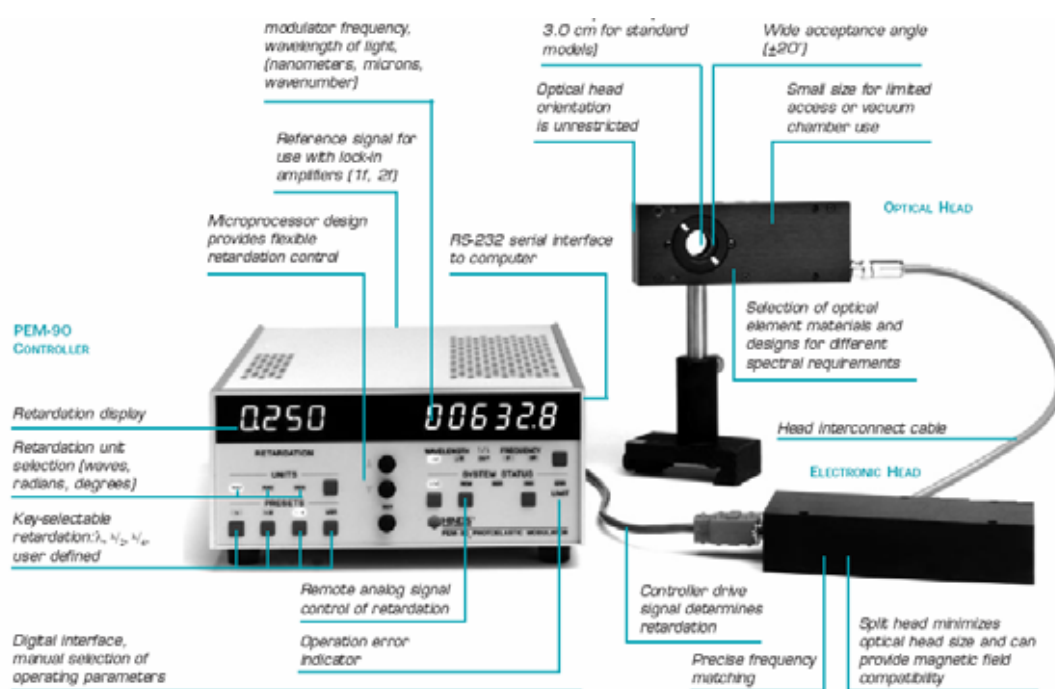 modulator frequency,
wavelength of light,
(nanometers, microns,
wavenumber)
3.0 cm for standard
models)
Wide acceptance angle
(±20°)
Optical head
orientation
is unrestricted
Small size for limited
access or vacuum
chamber use
Reference signal for
use with lock-in
amplifiers (1f, 2f)
Microprocessor design
provides flexible
retardation control
RS-232 serial interface
to computer
OPTICAL HEAD
Selection of optical
element materials and
designs for different
spectral requirements
PEM-90
CONTROLLER
Retardation display
0.250
00632.8
Retardation unit
selection (waves,
radians, degrees)
RETARDATION
WAVELENGTH
FREQUENCY
UNITS
SYSTEM STATUS
LIMIT
PRESETS
HINDS
PEM-90 PHOTOELASTIC MODULATOR
Head interconnect cable
ELECTRONIC HEAD
Key-selectable
retardation: λ,
user defined
Remote analog signal
control of retardation
Controller drive
signal determines
retardation
Digital interface,
manual selection of
operating parameters
Operation error
indicator
Precise frequency
matching
Split head minimizes
optical head size and can
provide magnetic field
compatibility